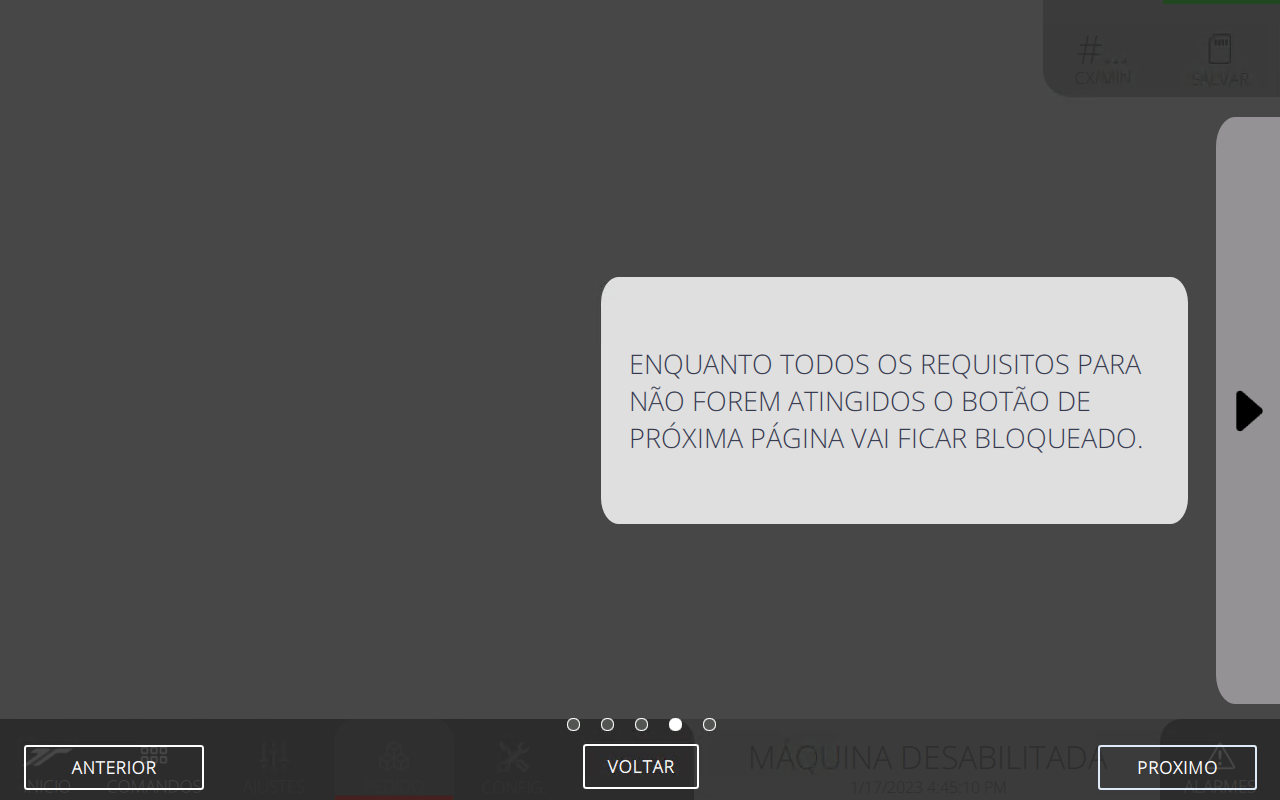 #...
CX/MIN
SALVAR
ENQUANTO TODOS OS REQUISITOS PARA
NÃO FOREM ATINGIDOS O BOTÃO DE
PRÓXIMA PÁGINA VAI FICAR BLOQUEADO.
ANTERIOR
VOLTAR
PROXIMO
INICIO
COMANDOS
AJUSTES
CONFIG
MÁQUINA DESABILITADA
1/17/2023 4:45:10 PM
ALARMES